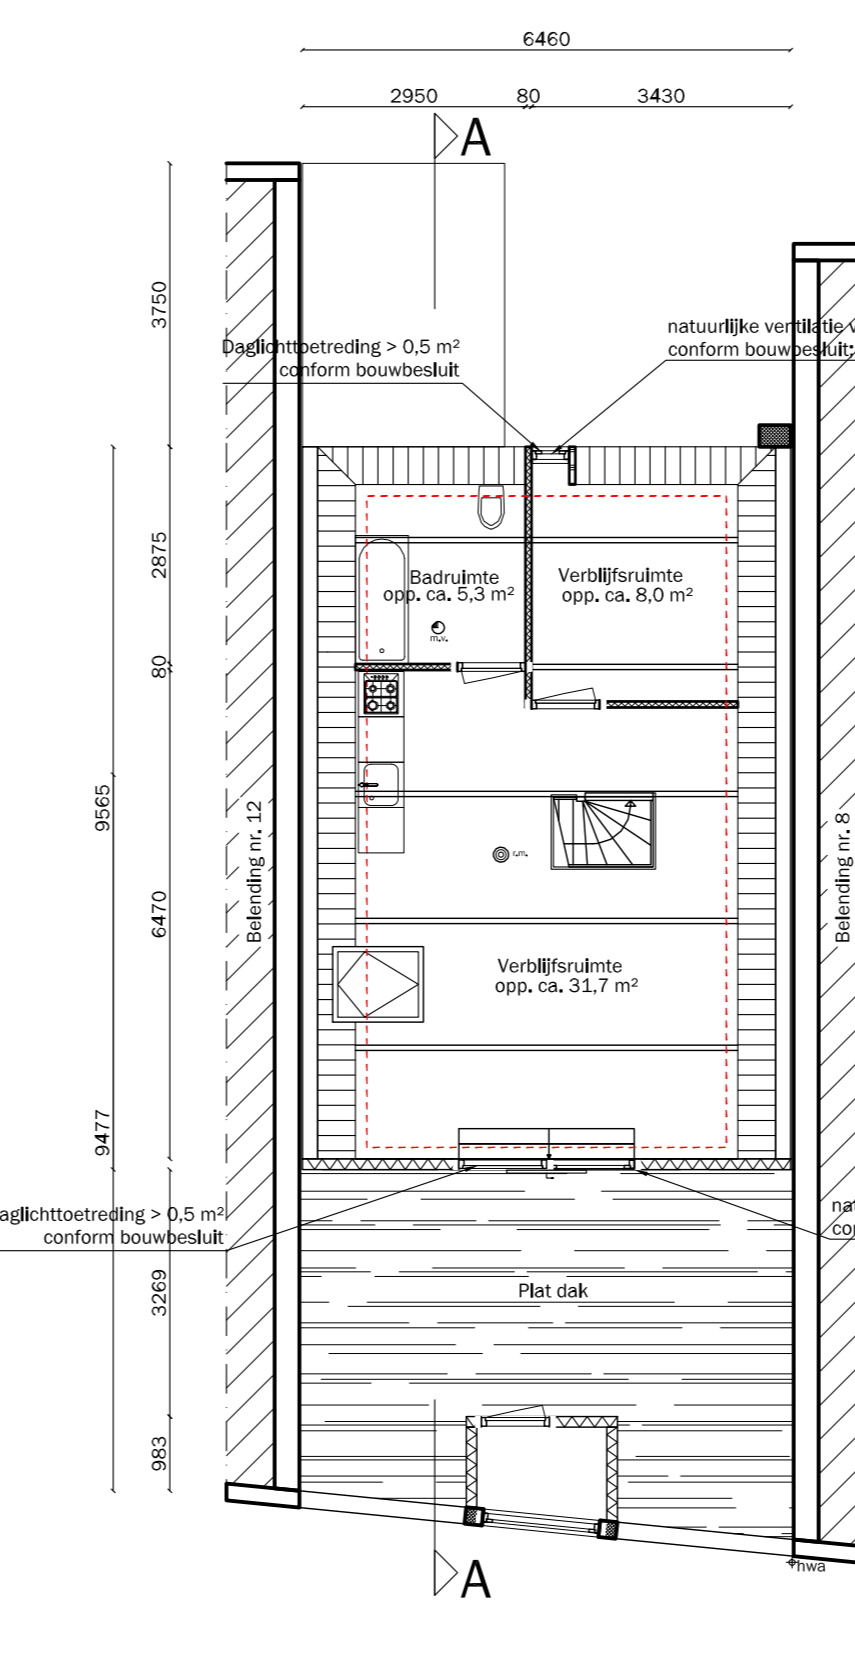 6460
2950
80
3430
A
3750
Daglichttoetreding > 0,5 m²
conform bouwbesluit
natuurlijke ventilatie v
conform bouwbesluit:
2875
Badruimte
opp. ca. 5,3 m²
m.v.
Verblijfsruimte
opp. ca. 8,0 m²
80
9565
Belending nr. 12
6470
r.m.
Belending nr. 8
Verblijfsruimte
opp. ca. 31,7 m²
9477
aglichttoetreding > 0,5 m²
conform bouwbesluit
nat
con
3269
Plat dak
983
A
hwa